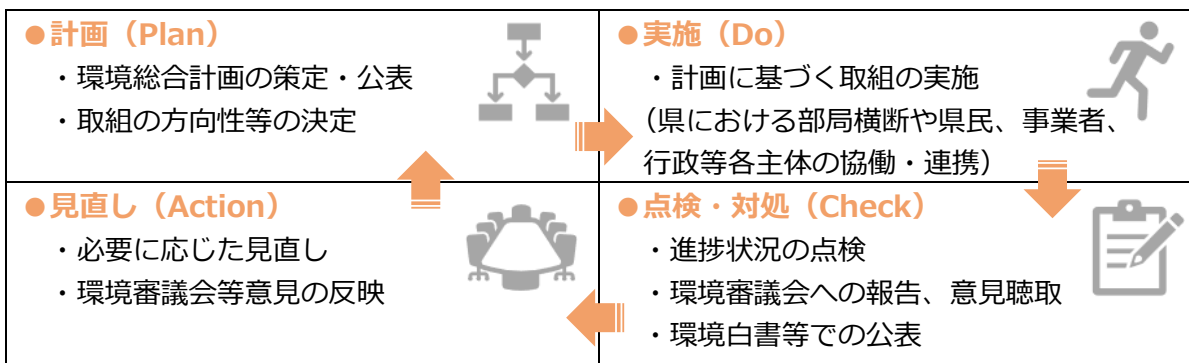 ●計画（Plan）
・環境総合計画の策定・公表
・取組の方向性等の決定
●実施（Do）
・計画に基づく取組の実施
（県における部局横断や県民、事業者、
行政等各主体の協働・連携）
●見直し（Action）
・必要に応じた見直し
・環境審議会等意見の反映
●点検・対処（Check）
・進捗状況の点検
・環境審議会への報告、意見聴取
・環境白書等での公表